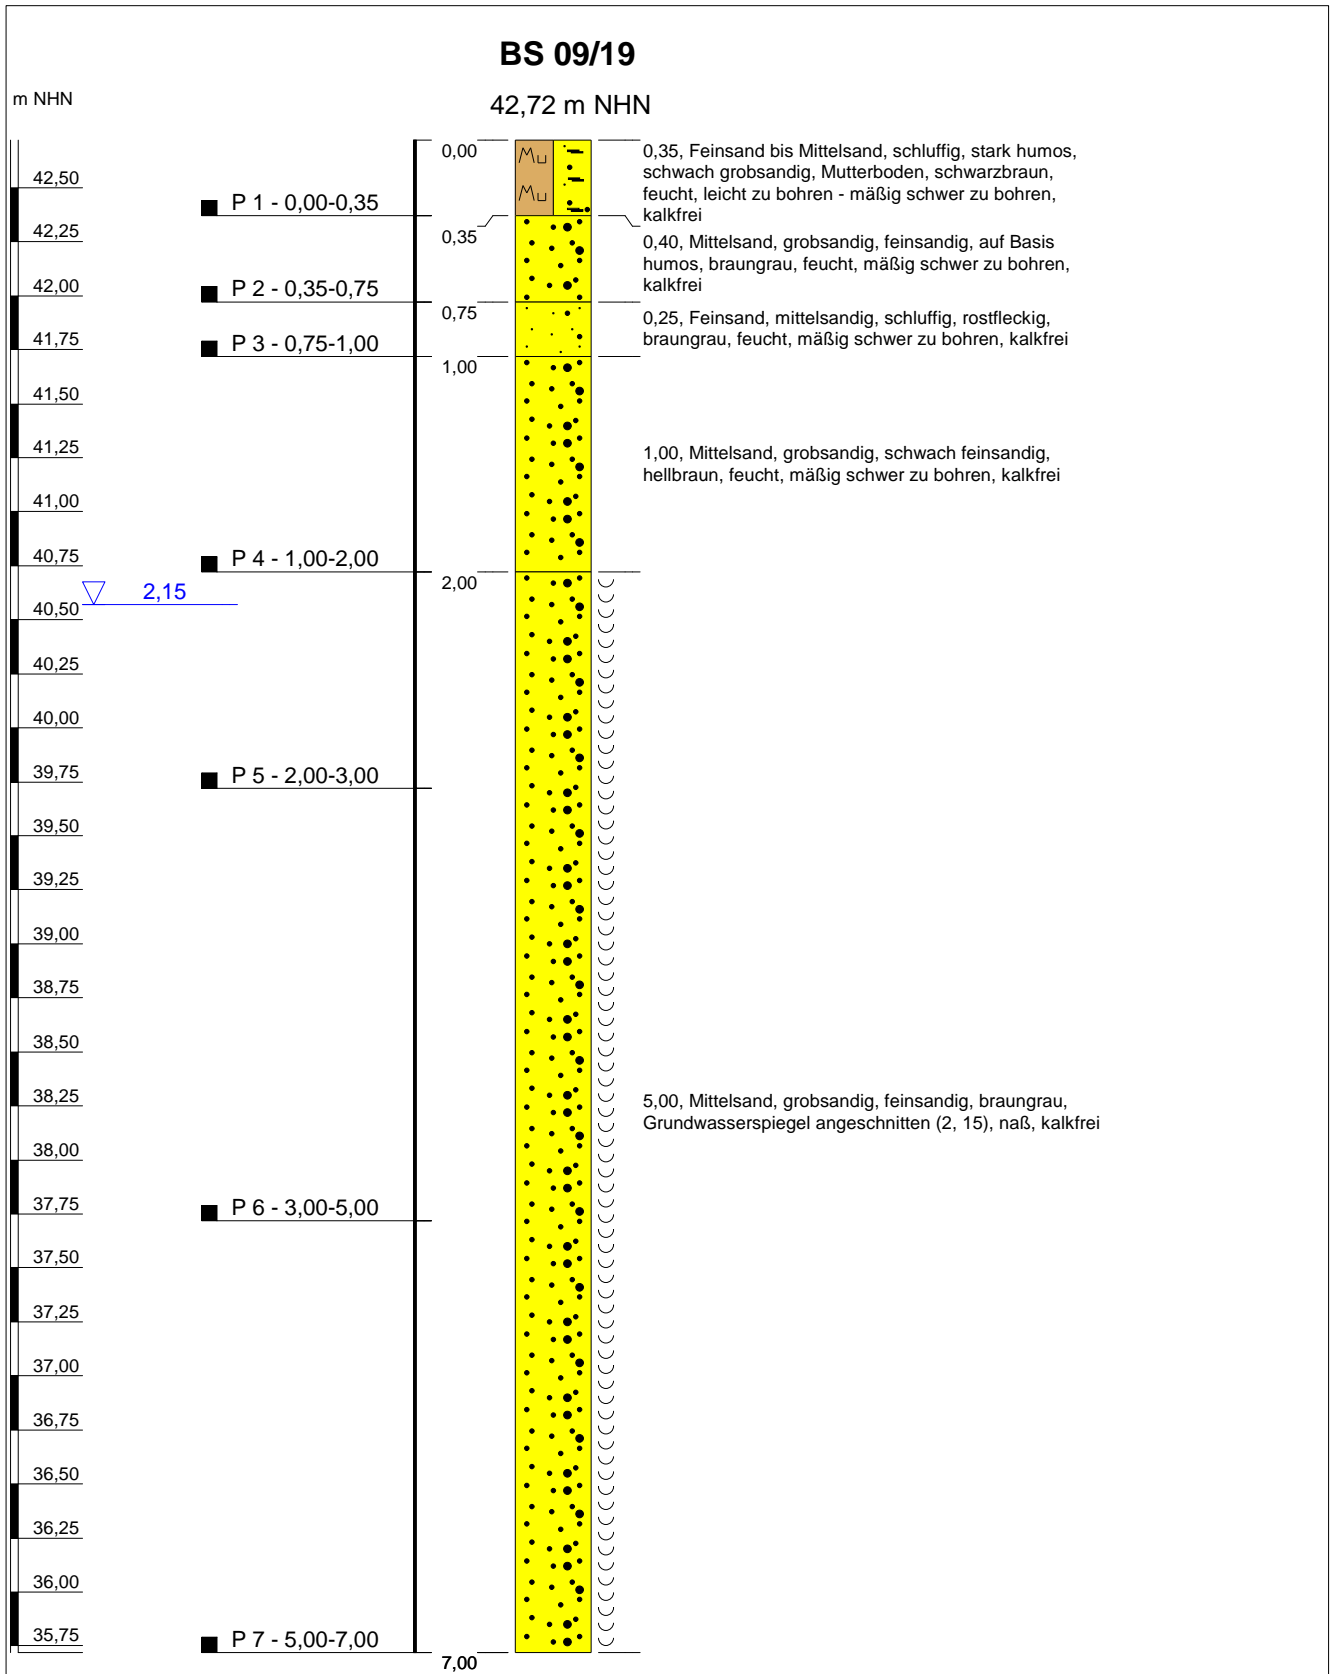 BS 09/19
m NHN
42,72 m NHN
0,00
Mu
Mu
0,35, Feinsand bis Mittelsand, schluffig, stark humos,
schwach grobsandig, Mutterboden, schwarzbraun,
feucht, leicht zu bohren - mäßig schwer zu bohren,
kalkfrei
42,50
P 1 - 0,00-0,35
42,25
0,35
0,40, Mittelsand, grobsandig, feinsandig, auf Basis
humos, braungrau, feucht, mäßig schwer zu bohren,
kalkfrei
42,00
P 2 - 0,35-0,75
0,75
0,25, Feinsand, mittelsandig, schluffig, rostfleckig,
braungrau, feucht, mäßig schwer zu bohren, kalkfrei
41,75
P 3 - 0,75-1,00
1,00
41,50
41,25
1,00, Mittelsand, grobsandig, schwach feinsandig,
hellbraun, feucht, mäßig schwer zu bohren, kalkfrei
41,00
40,75
P 4 - 1,00-2,00
2,00
2,15
40,50
40,25
40,00
39,75
P 5 - 2,00-3,00
39,50
39,25
39,00
38,75
38,50
38,25
5,00, Mittelsand, grobsandig, feinsandig, braungrau,
Grundwasserspiegel angeschnitten (2, 15), naß, kalkfrei
38,00
37,75
P 6 - 3,00-5,00
37,50
37,25
37,00
36,75
36,50
36,25
36,00
35,75
P 7 - 5,00-7,00
7,00